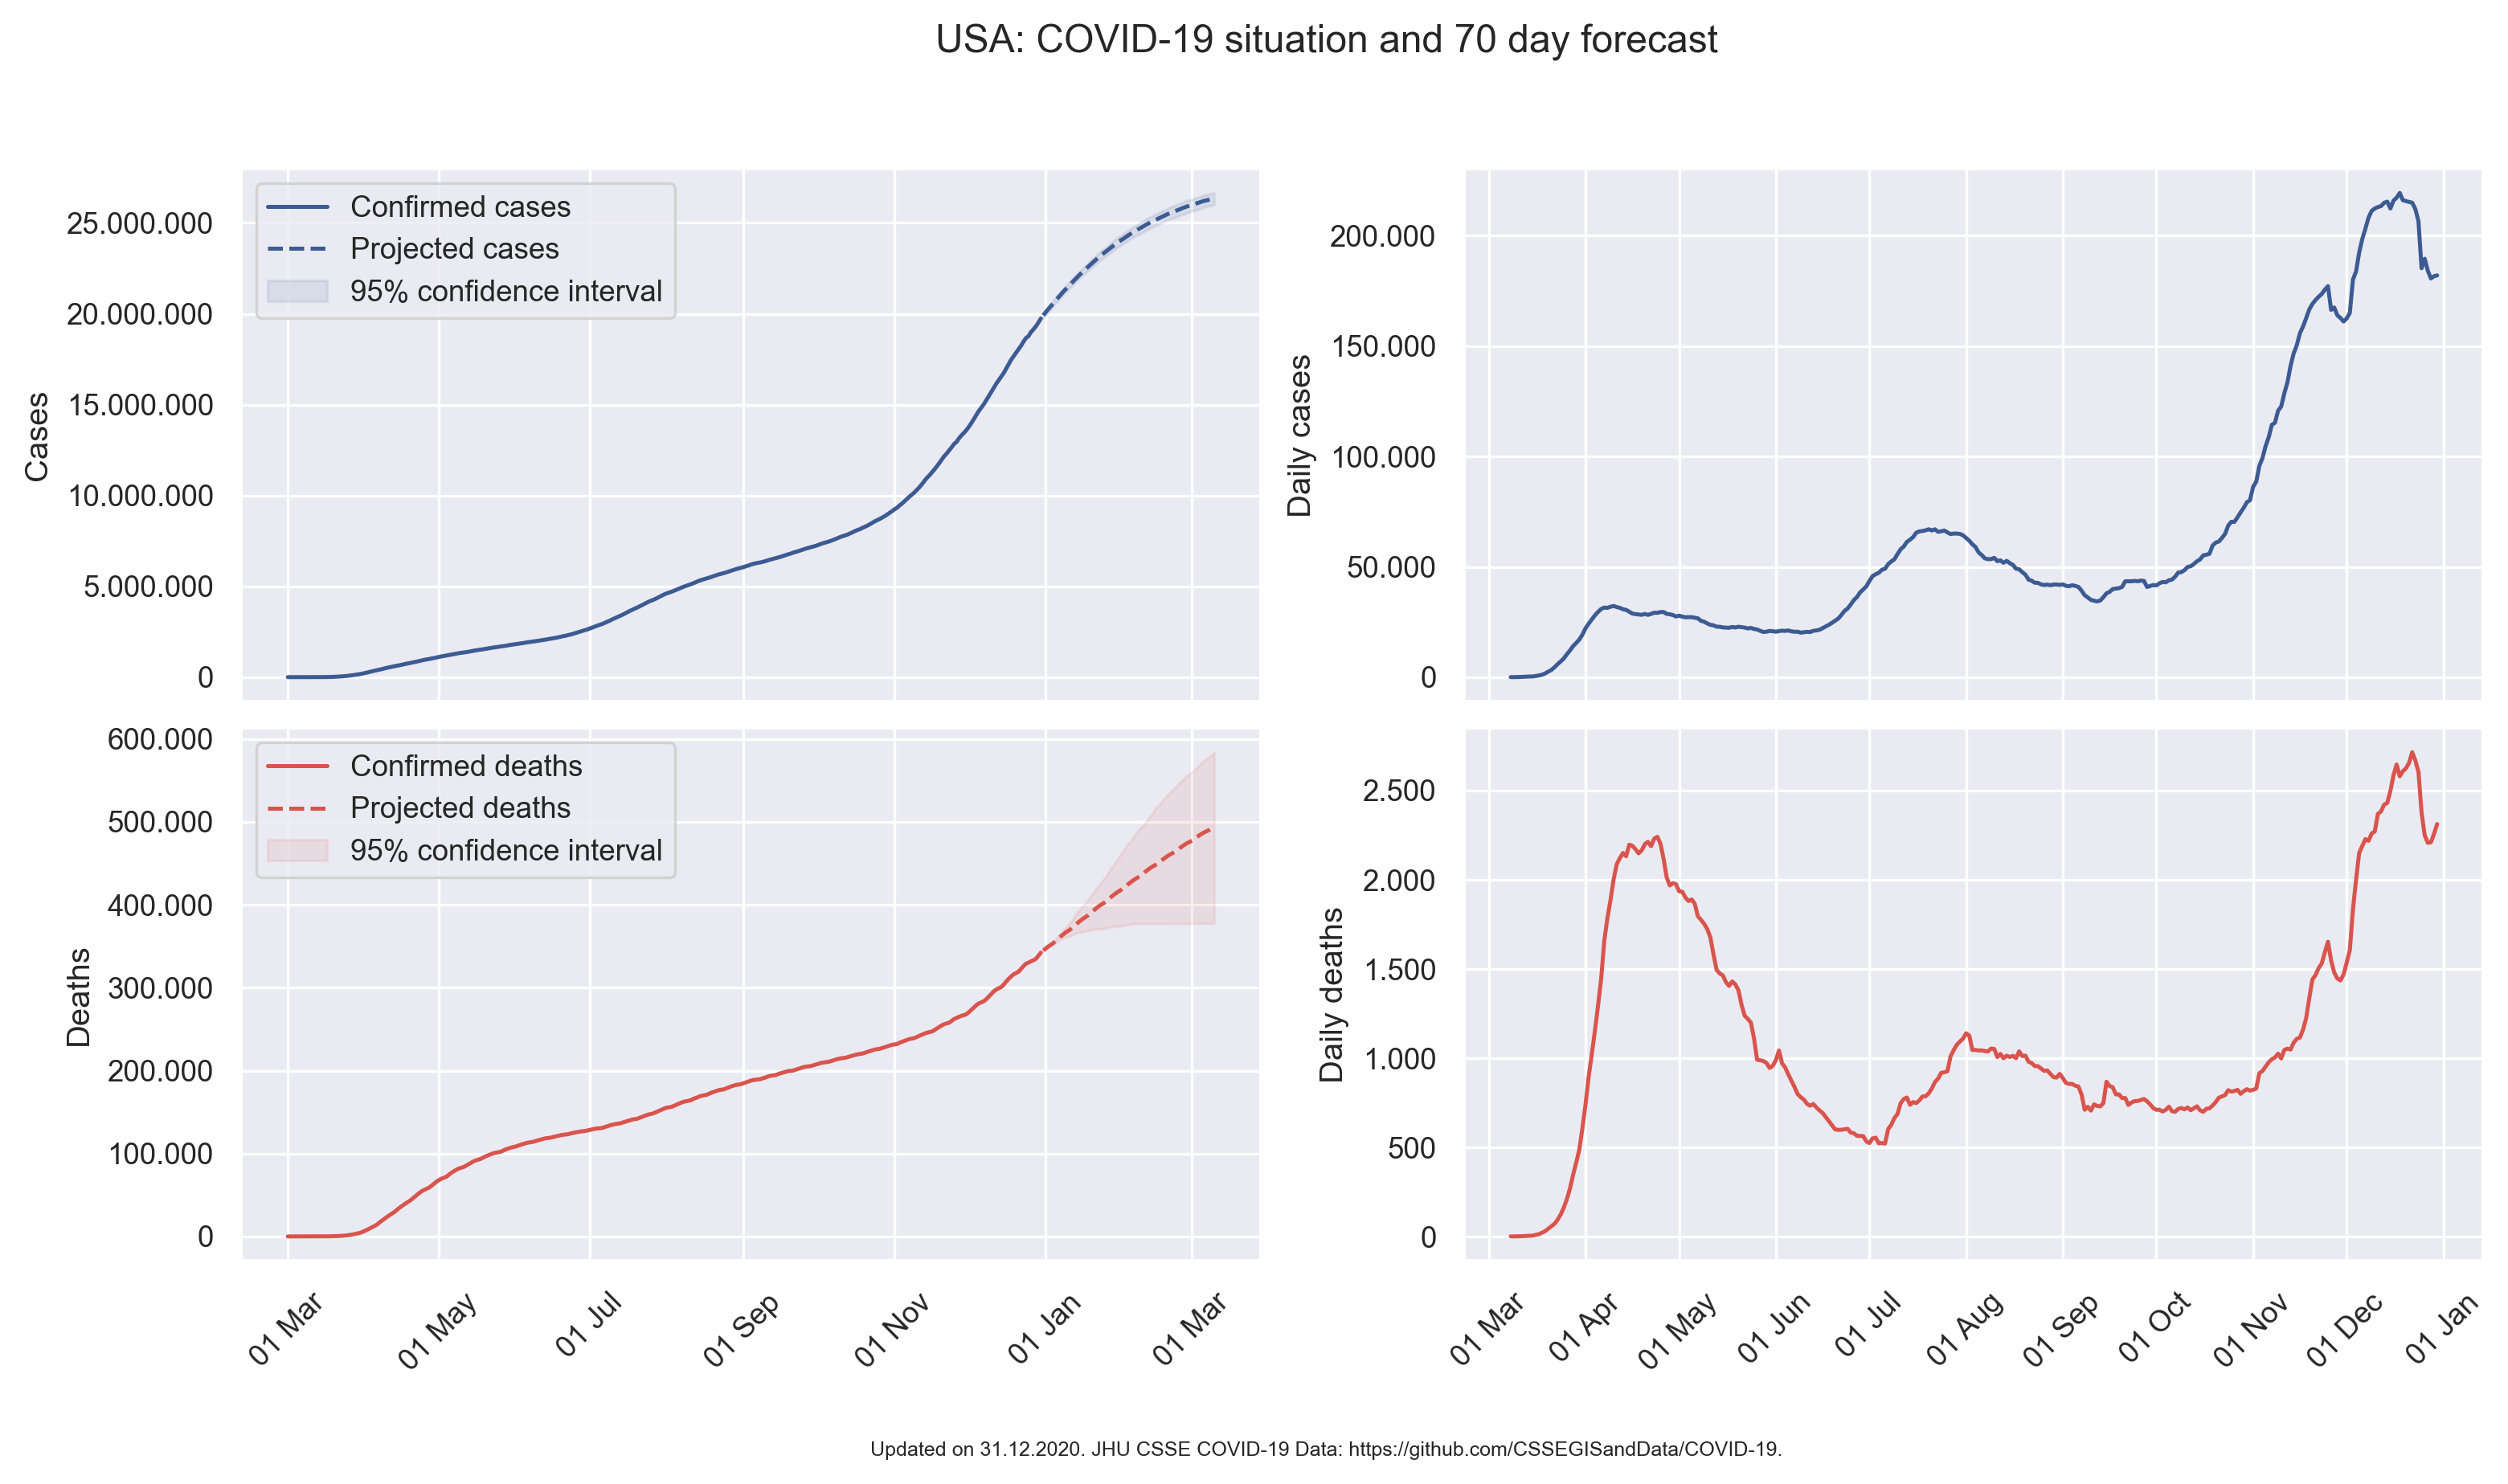 USA: COVID-19 situation and 70 day forecast
Confirmed cases
Projected cases
95% confidence interval
25.000.000
20.000.000
15.000.000
10.000.000
5.000.000
0
Cases
200.000
150.000
100.000
50.000
0
Daily cases
Confirmed deaths
Projected deaths
95% confidence interval
600.000
500.000
400.000
300.000
200.000
100.000
0
Deaths
01 Mar
01 May
01 Jul
01 Sep
01 Nov
01 Jan
01 Mar
2.500
2.000
1.500
1.000
500
0
Daily deaths
01 Mar
01 Apr
01 May
01 Jun
01 Jul
01 Aug
01 Sep
01 Oct
01 Nov
01 Dec
01 Jan
Updated on 31.12.2020. JHU CSSE COVID-19 Data: https://github.com/CSSEGISandData/COVID-19.